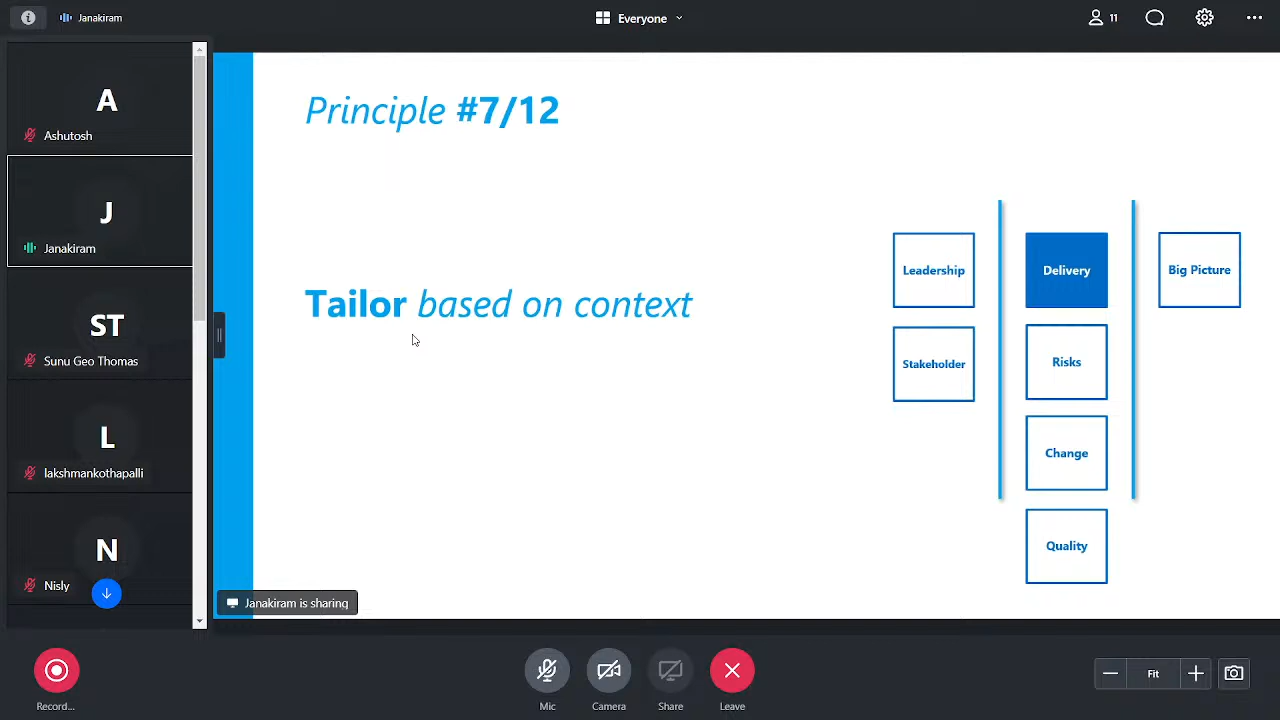 Janakiram
Everyone
11
A
Ashutosh
J
Janakiram
ST
Sunu Geo Thomas
L
lakshmankothapalli
N
Nisly
Principle #7/12
Tailor based on context
Leadership
Delivery
Big Picture
Stakeholder
Risks
Change
Quality
Janakiram is sharing
Record...
Mic
Camera
Share
Leave
Fit